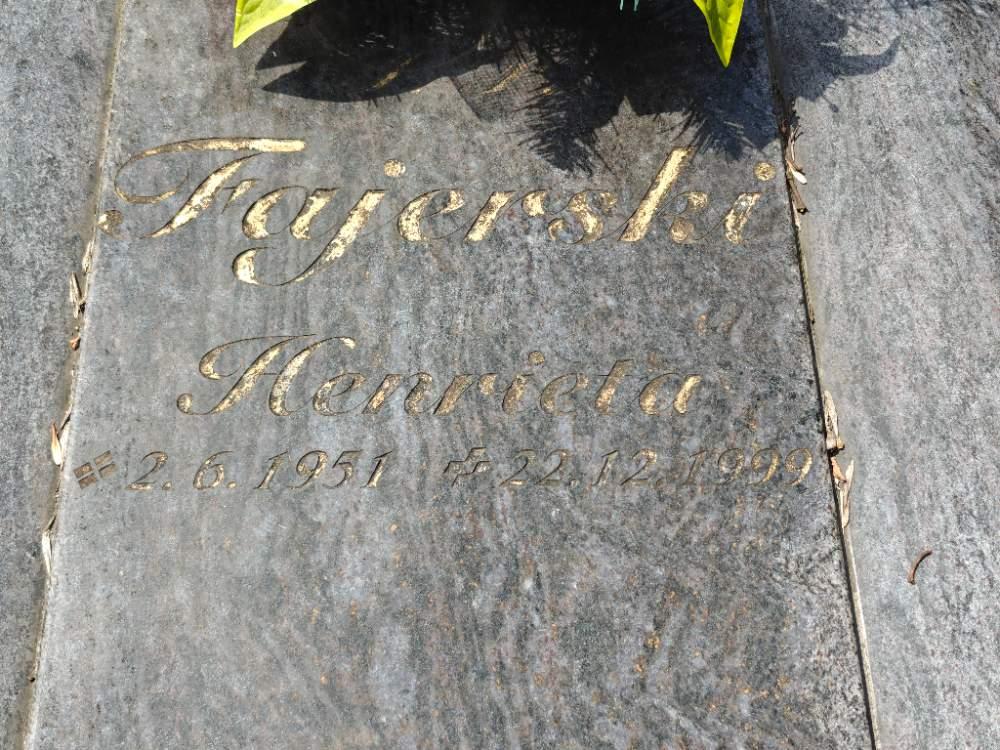 Fajerski
Henrieta
* 2.6.1951 ✝ 22.12.1999